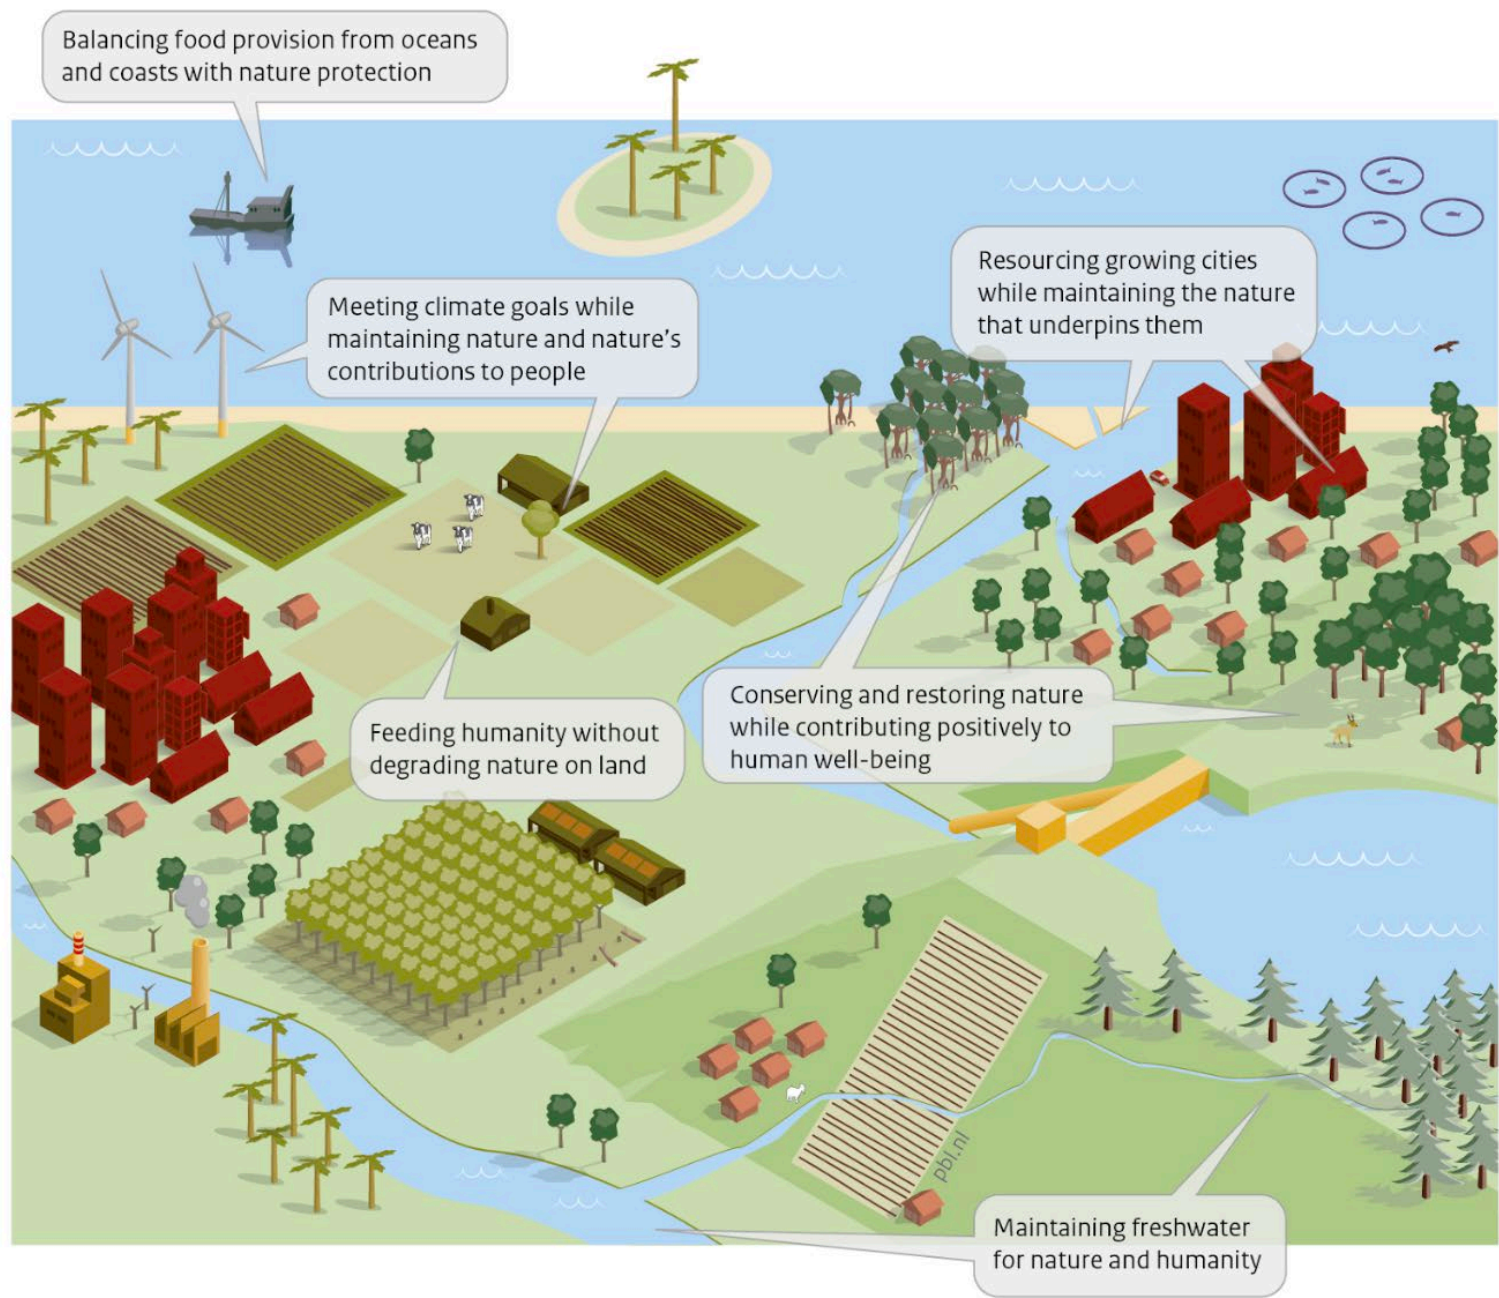 Balancing food provision from oceans
and coasts with nature protection
Resourcing growing cities
while maintaining the nature
that underpins them
Meeting climate goals while
maintaining nature and nature’s
contributions to people
Conserving and restoring nature
while contributing positively to
human well-being
Feeding humanity without
degrading nature on land
pbl.nl
Maintaining freshwater
for nature and humanity